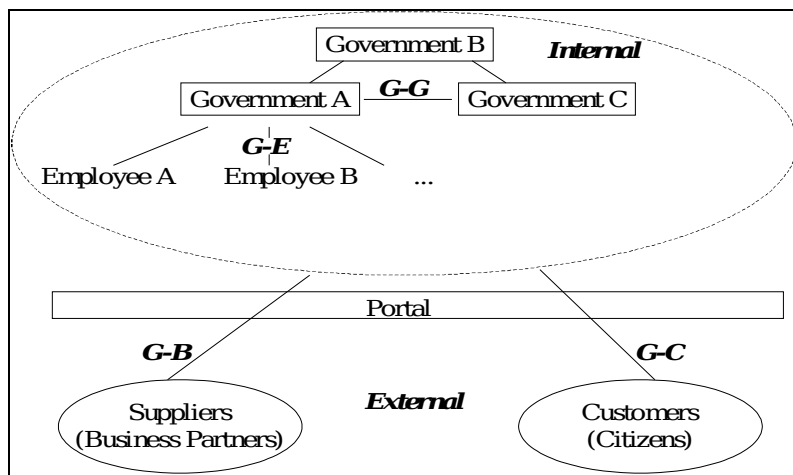 Government B
Internal
Government A
G-G
Government C
G-E
Employee A
Employee B
...
Portal
G-B
G-C
Suppliers
(Business Partners)
External
Customers
(Citizens)